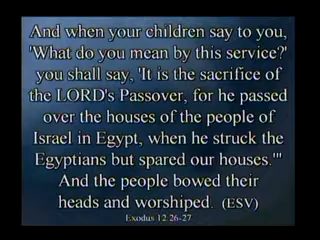 And when your children say to you,
'What do you mean by this service?'
you shall say, 'It is the sacrifice of
the LORD's Passover, for he passed
over the houses of the people of
Israel in Egypt, when he struck the
Egyptians but spared our houses.'"
And the people bowed their
heads and worshiped. (ESV)
Exodus 12:26-27